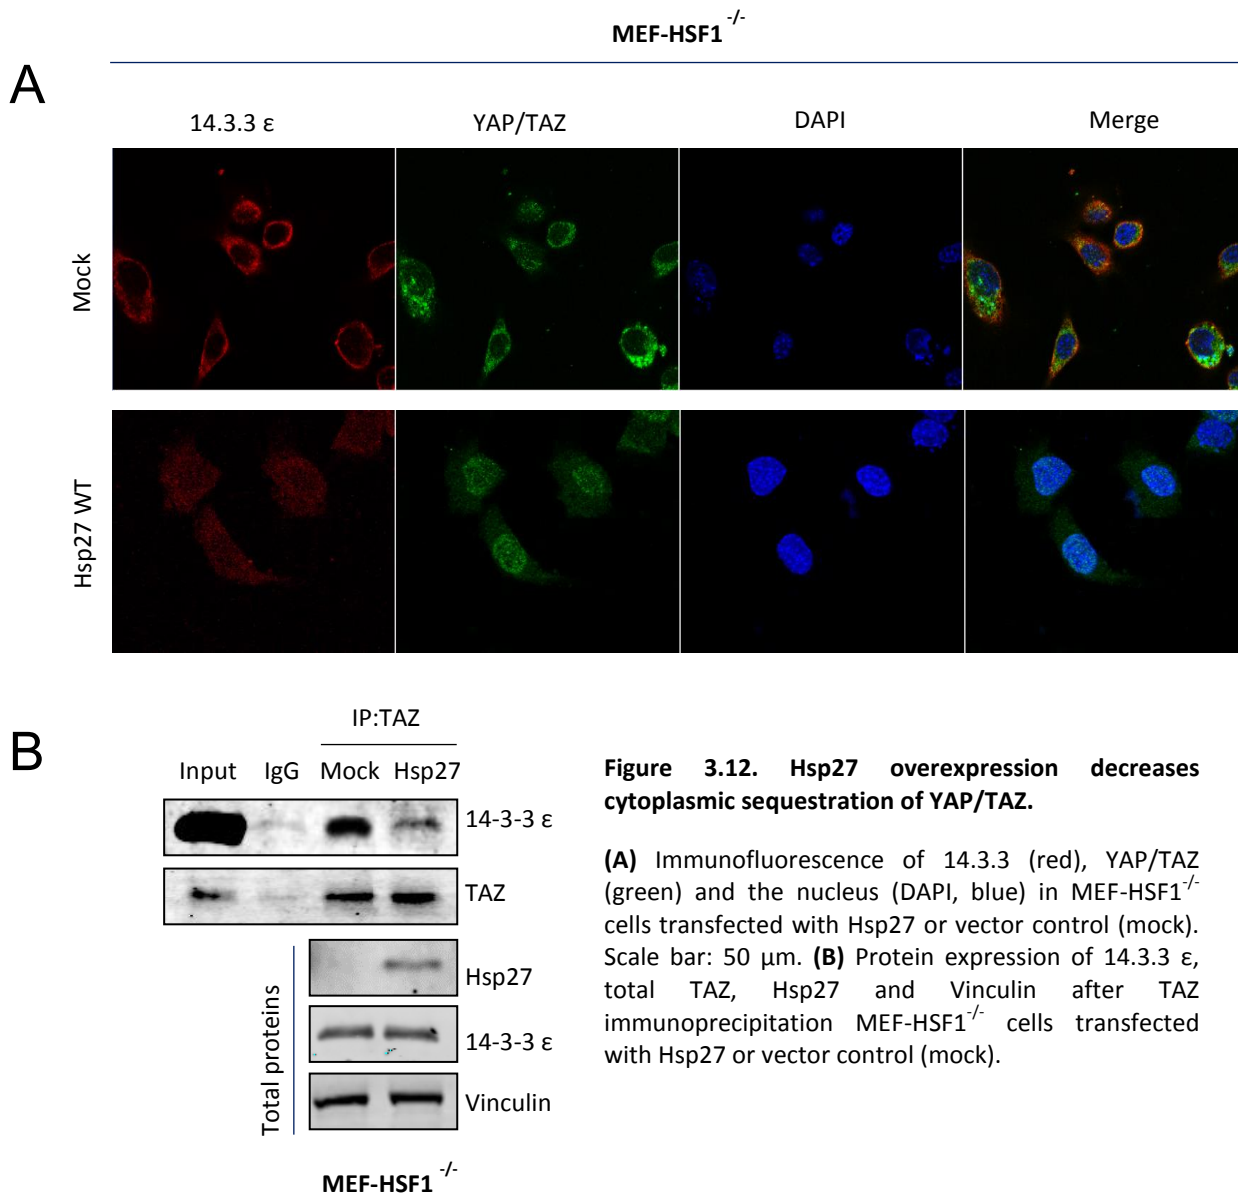 MEF-HSF1 -/-
A
14.3.3 ε YAP/TAZ DAPI Merge
Mock
Hsp27 WT
B
IP:TAZ
Input IgG Mock Hsp27
14-3-3 ε
TAZ
Hsp27
14-3-3 ε
Vinculin
Total proteins
MEF-HSF1 -/-
Figure 3.12. Hsp27 overexpression decreases
cytoplasmic sequestration of YAP/TAZ.
(A) Immunofluorescence of 14.3.3 (red), YAP/TAZ
(green) and the nucleus (DAPI, blue) in MEF-HSF1-/-
cells transfected with Hsp27 or vector control (mock).
Scale bar: 50 μm. (B) Protein expression of 14.3.3 ε,
total TAZ, Hsp27 and Vinculin after TAZ
immunoprecipitation MEF-HSF1-/- cells transfected
with Hsp27 or vector control (mock).